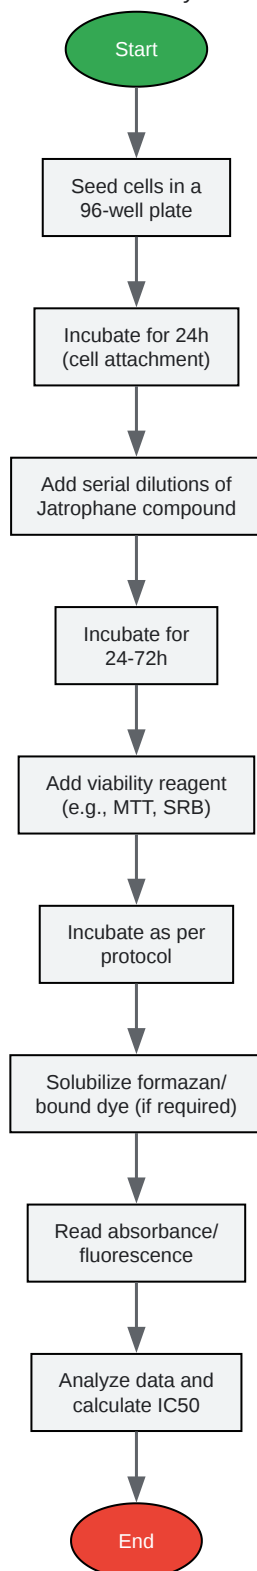 Start
Seed cells in a
96-well plate
Incubate for 24h
(cell attachment)
Add serial dilutions of
Jatrophane compound
Incubate for
24-72h
Add viability reagent
(e.g., MTT, SRB)
Incubate as per
protocol
Solubilize formazan/
bound dye (if required)
Read absorbance/
fluorescence
Analyze data and
calculate IC50
End